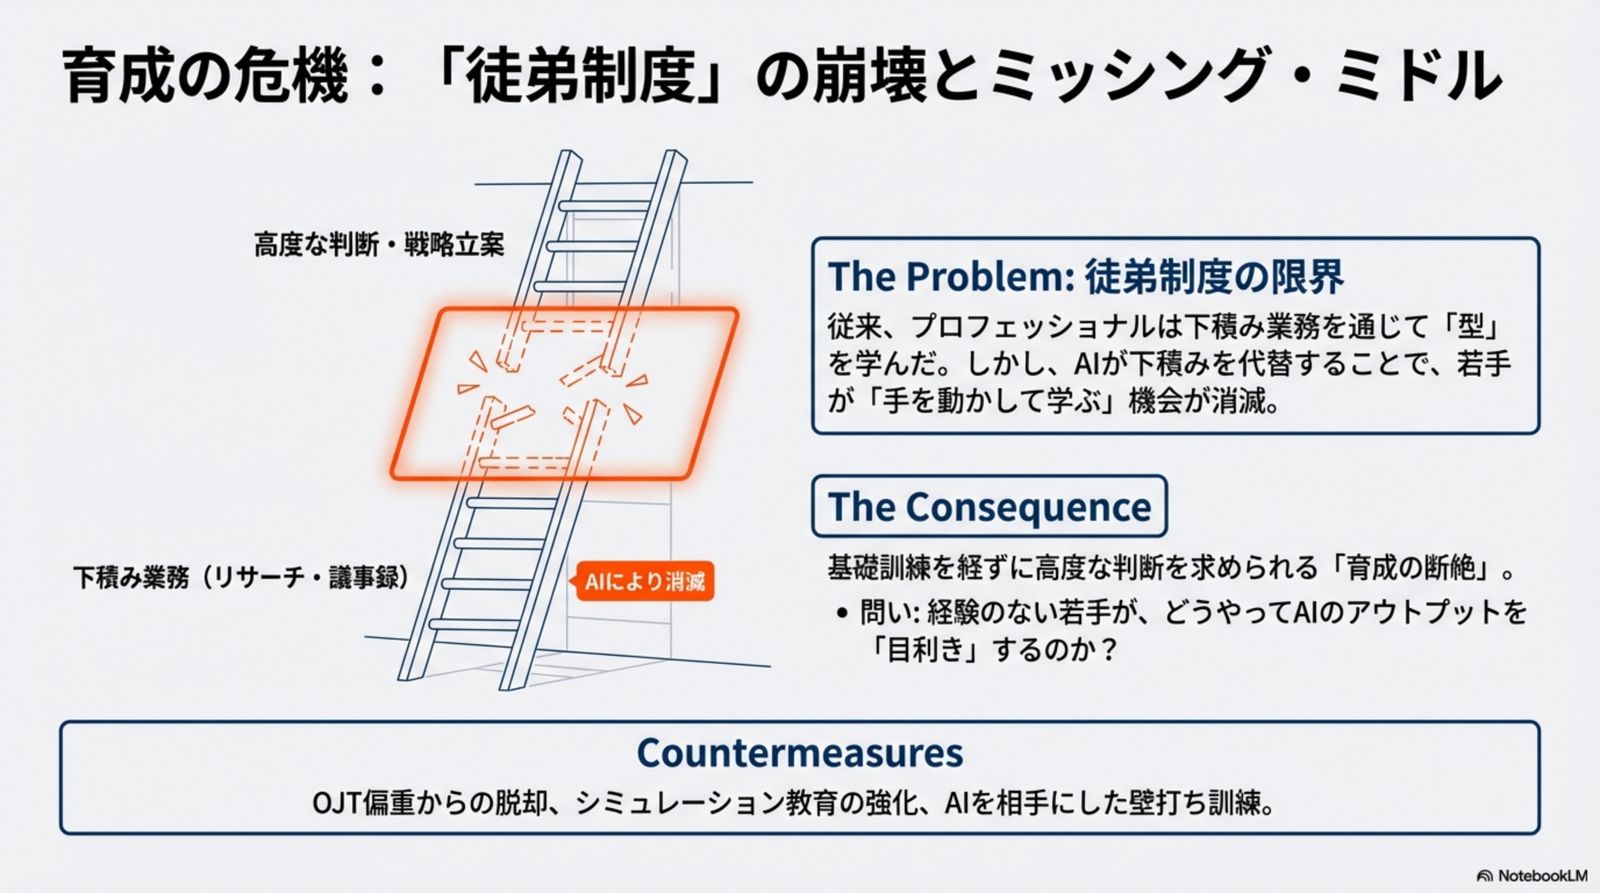 育成の危機：「徒弟制度」の崩壊とミッシング・ミドル
高度な判断・戦略立案
下積み業務（リサーチ・議事録）
AIにより消滅
The Problem: 徒弟制度の限界
従来、プロフェッショナルは下積み業務を通じて「型」
を学んだ。しかし、AIが下積みを代替することで、若手
が「手を動かして学ぶ」機会が消滅。
The Consequence
基礎訓練を経ずに高度な判断を求められる「育成の断絶」。
• 問い: 経験のない若手が、どうやってAIのアウトプットを
「目利き」するのか？
Countermeasures
OJT偏重からの脱却、シミュレーション教育の強化、AIを相手にした壁打ち訓練。
NotebookLM